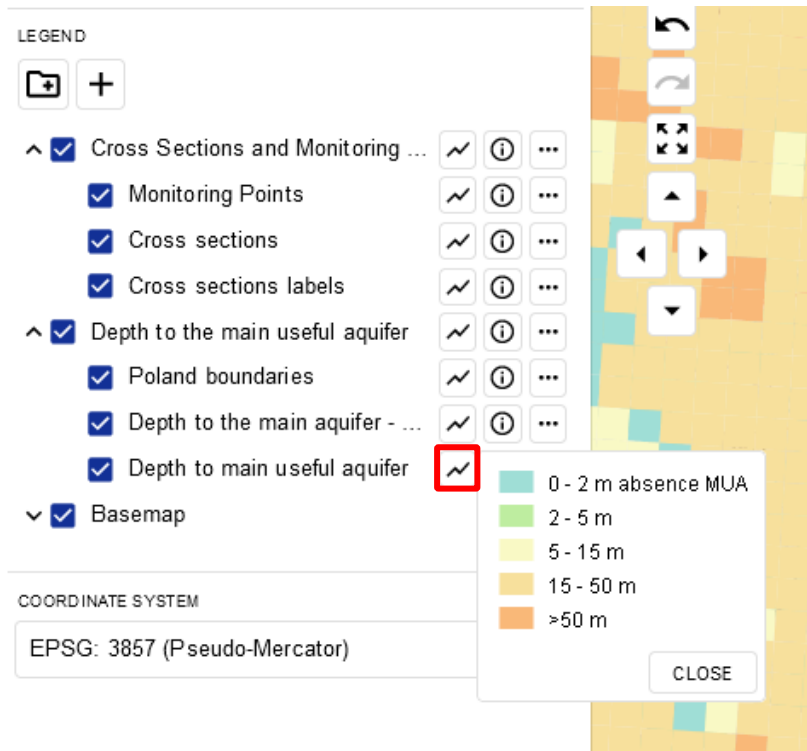 LEGEND
Cross Sections and Monitoring ...
Monitoring Points
Cross sections
Cross sections labels
Depth to the main useful aquifer
Poland boundaries
Depth to the main aquifer - ...
Depth to main useful aquifer
Basemap
0 - 2 m absence MUA
2 - 5 m
5 - 15 m
15 - 50 m
>50 m
CLOSE
COORDINATE SYSTEM
EPSG: 3857 (Pseudo-Mercator)